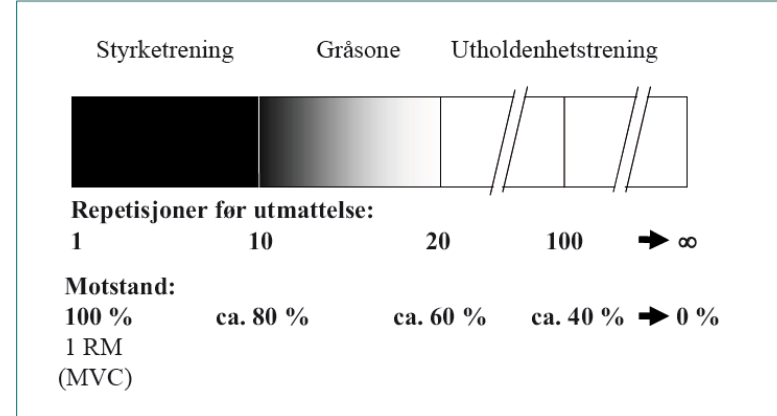 Styrketrening Gråsone Utholdenhetstrening
Repetisjoner før utmattelse:
1 10 20 100 → ∞
Motstand:
100 % ca. 80 % ca. 60 % ca. 40 % → 0 %
1 RM
(MVC)